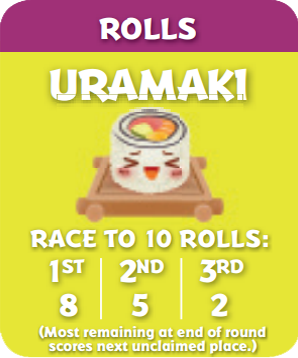 ROLLS
URAMAKI
RACE TO 10 ROLLS:
1ST 2ND 3RD
8 5 2
(Most remaining at end of round
scores next unclaimed place.)